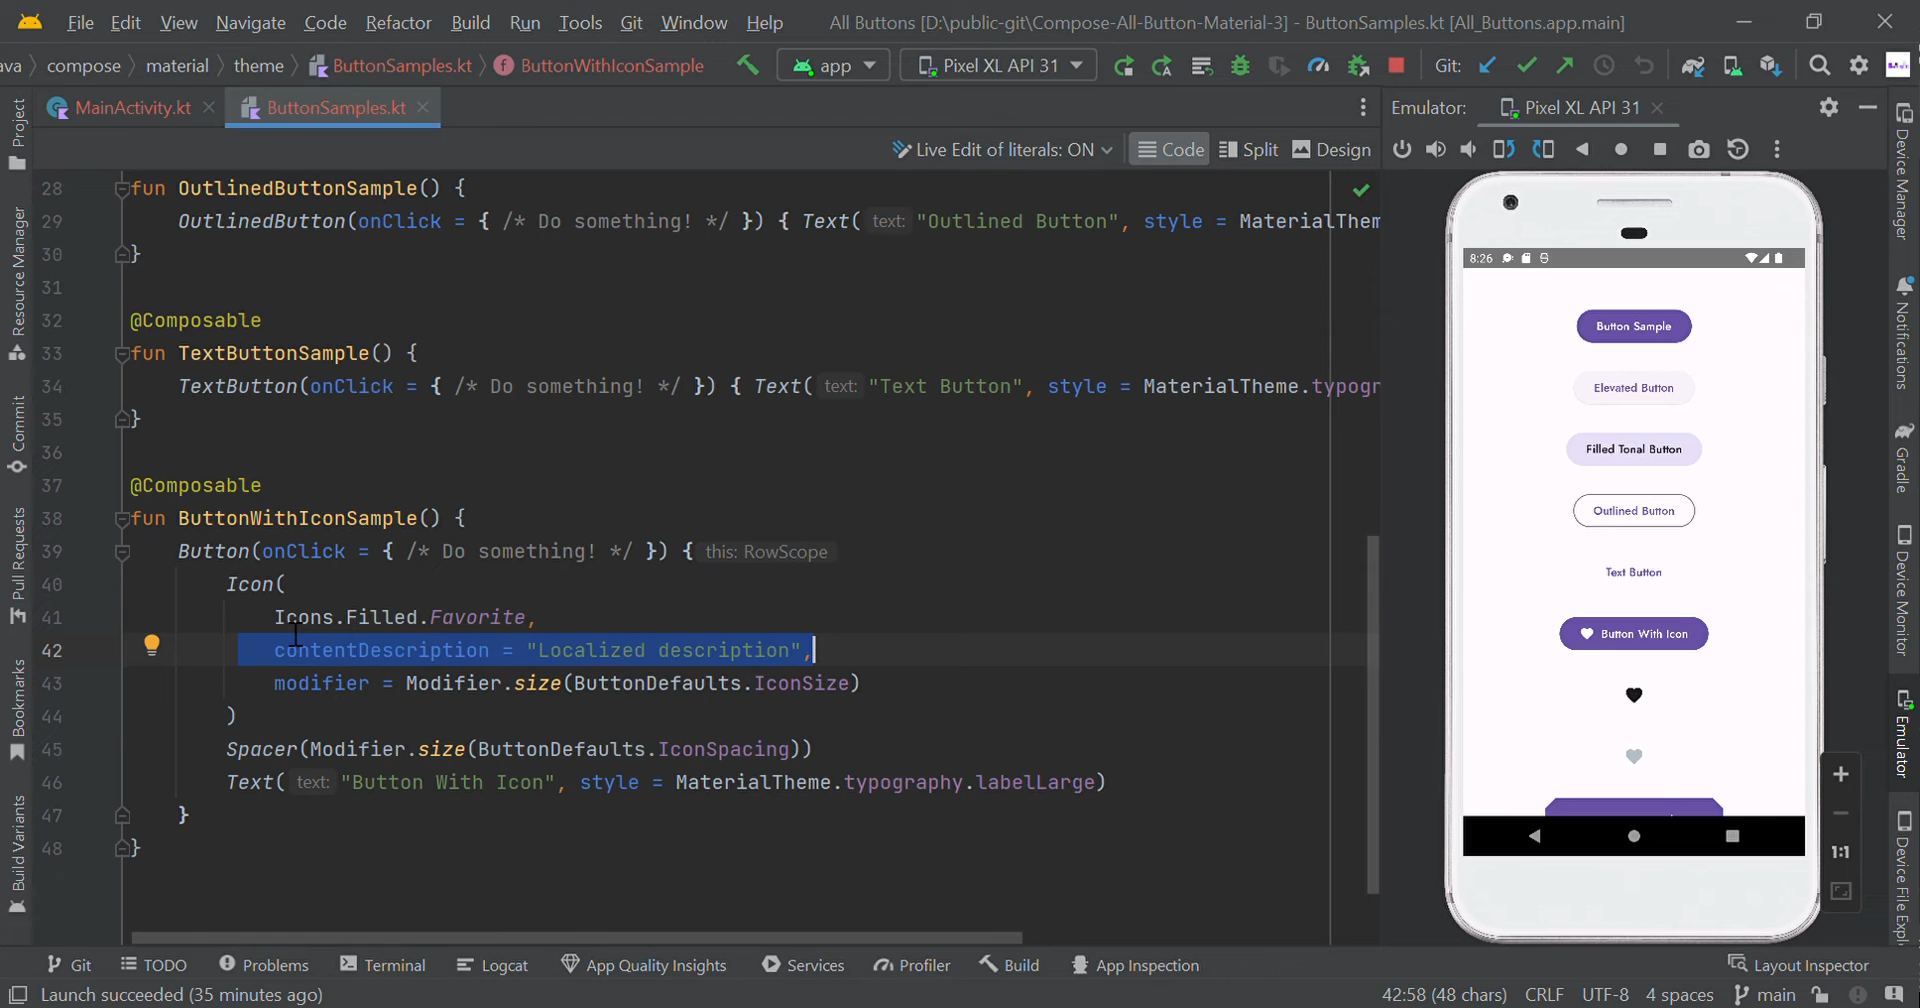 File Edit View Navigate Code Refactor Build Run Tools Git Window Help All Buttons [D:\public-git\Compose-All-Button-Material-3] - ButtonSamples.kt [All_Buttons.app.main]
ava compose material theme ButtonSamples.kt ButtonWithIconSample app Pixel XL API 31 Git:
MainActivity.kt ButtonSamples.kt Emulator: Pixel XL API 31
Live Edit of literals: ON Code Split Design
28 fun OutlinedButtonSample() {
29 OutlinedButton(onClick = { /* Do something! */ }) { Text( text: "Outlined Button", style = MaterialThem
30 }
31
32 @Composable
33 fun TextButtonSample() {
34 TextButton(onClick = { /* Do something! */ }) { Text( text: "Text Button", style = MaterialTheme.typogr
35 }
36
37 @Composable
38 fun ButtonWithIconSample() {
39 Button(onClick = { /* Do something! */ }) { this: RowScope
40 Icon(
41 Icons.Filled.Favorite,
42 contentDescription = "Localized description",
43 modifier = Modifier.size(ButtonDefaults.IconSize)
44 )
45 Spacer(Modifier.size(ButtonDefaults.IconSpacing))
46 Text( text: "Button With Icon", style = MaterialTheme.typography.labelLarge)
47 }
48 }
Project
Resource Manager
Commit
Pull Requests
Bookmarks
Build Variants
8:26
Button Sample
Elevated Button
Filled Tonal Button
Outlined Button
Text Button
Button With Icon
1:1
Device Manager
Notifications
Gradle
Device Monitor
Emulator
Device File Expl
Git TODO Problems Terminal Logcat App Quality Insights Services Profiler Build App Inspection Layout Inspector
Launch succeeded (35 minutes ago) 42:58 (48 chars) CRLF UTF-8 4 spaces main